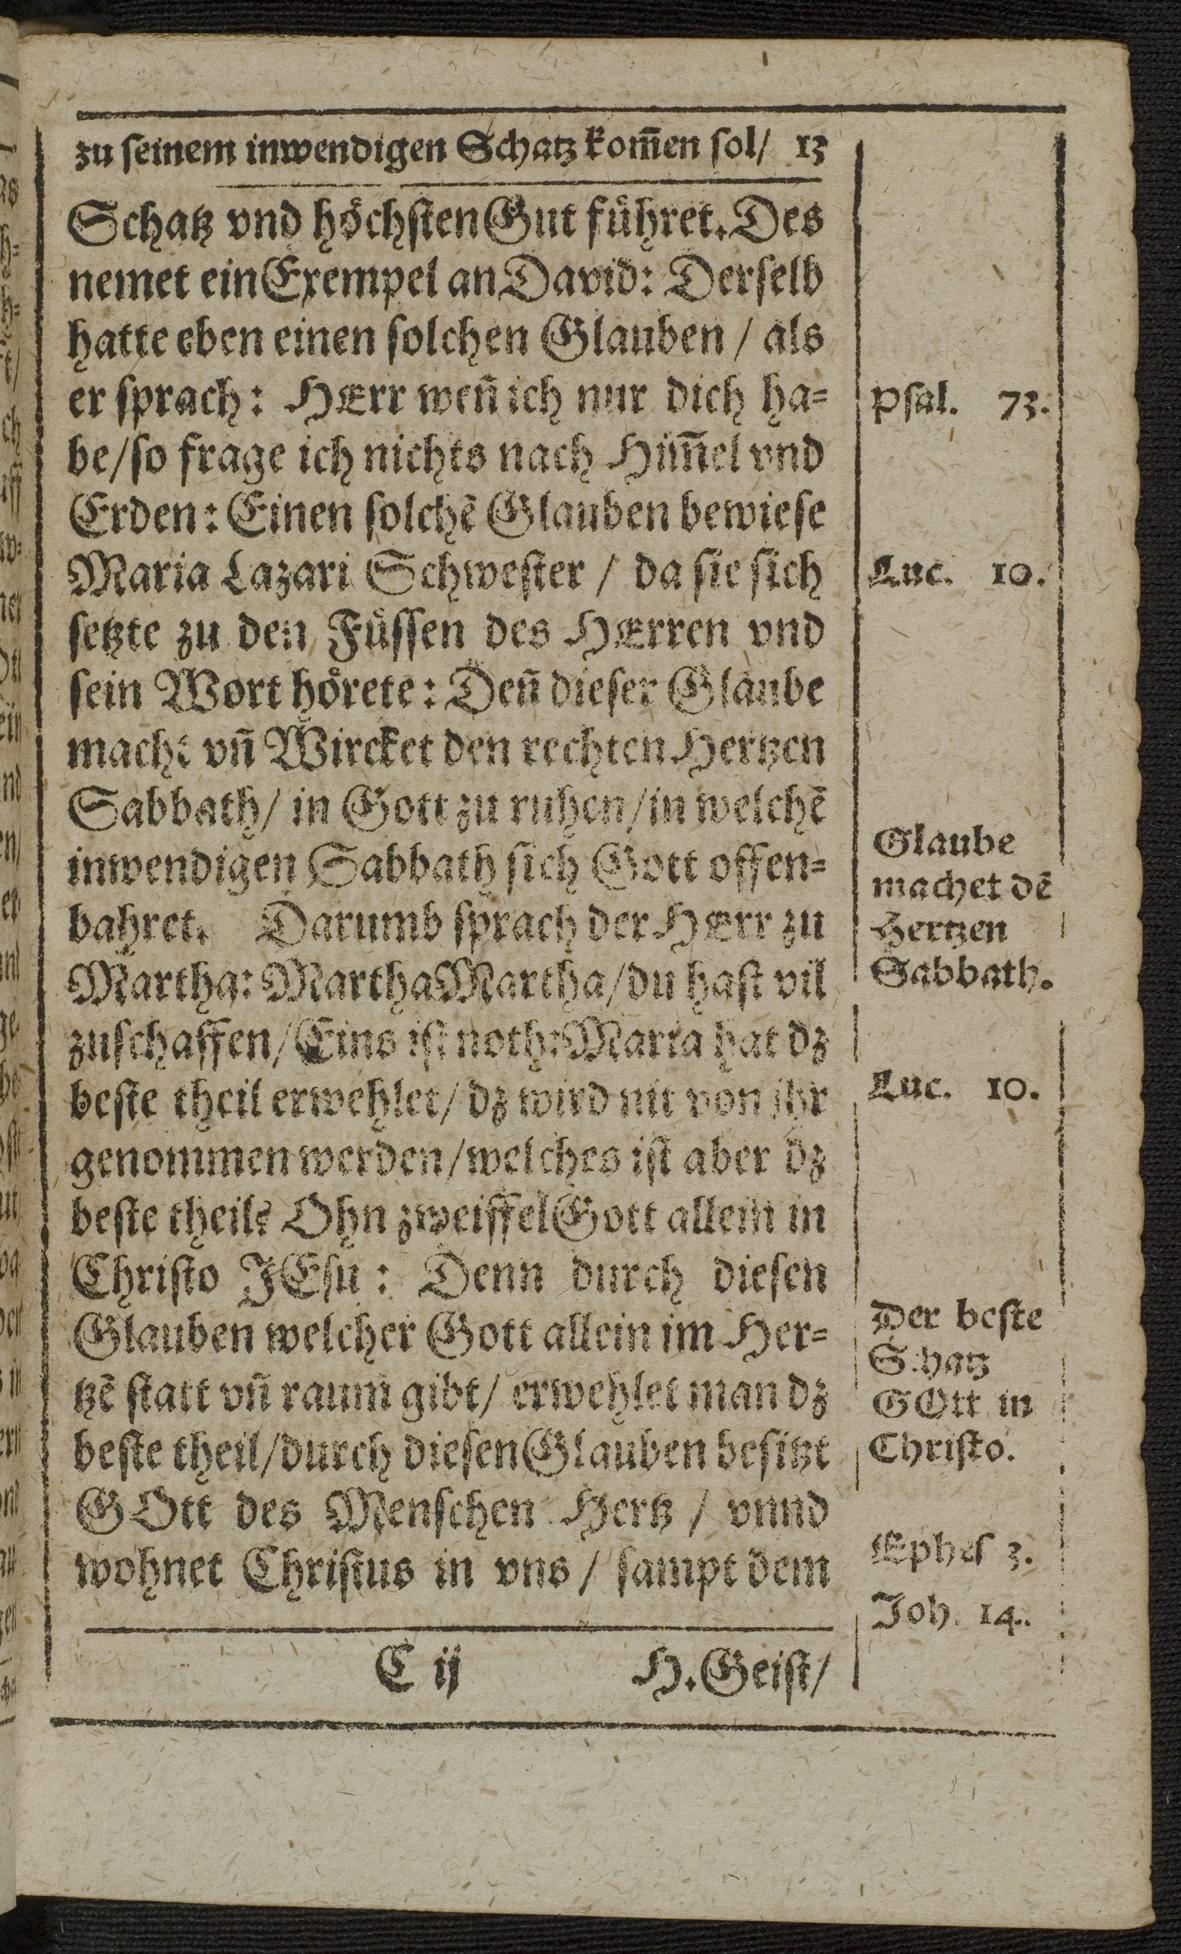 zu seinem inwendigen Schatz kom̃en sol/ 13
Schatz vnd höchsten Gut führet. Des
nemet ein Exempel an David: Derselb
hatte eben einen solchen Glauben / als
er sprach: HErr weñ ich nur dich ha-
be/so frage ich nichts nach Him̃el vnd
Erden: Einen solchẽ Glauben bewiese
Maria Lazari Schwester / da sie sich
setzte zu den Füssen des HErren vnd
sein Wort hörete: Deñ dieser Glaube
macht vñ Wircket den rechten Hertzen
Sabbath/ in Gott zu ruhen/in welchẽ
inwendigen Sabbath sich Gott offen-
bahret. Darumb sprach der HErr zu
Martha: Martha Martha/du hast vil
zuschaffen/Eins ist noth: Maria hat dz
beste theil erwehlet/ dz wird nit von ihr
genommen werden/welches ist aber dz
beste theil? Ohn zweiffel Gott allein in
Christo JEsu: Denn durch diesen
Glauben welcher Gott allein im Her-
tzẽ statt vñ raum gibt/ erwehlet man dz
beste theil/durch diesen Glauben besitzt
GOtt des Menschen Hertz / vnnd
wohnet Christus in vns / sampt dem
C ij H. Geist/
Psal. 73.
Luc. 10.
Glaube
machet dẽ
Hertzen
Sabbath.
Luc. 10.
Der beste
Schatz
GOtt in
Christo.
Ephes 3.
Joh. 14.